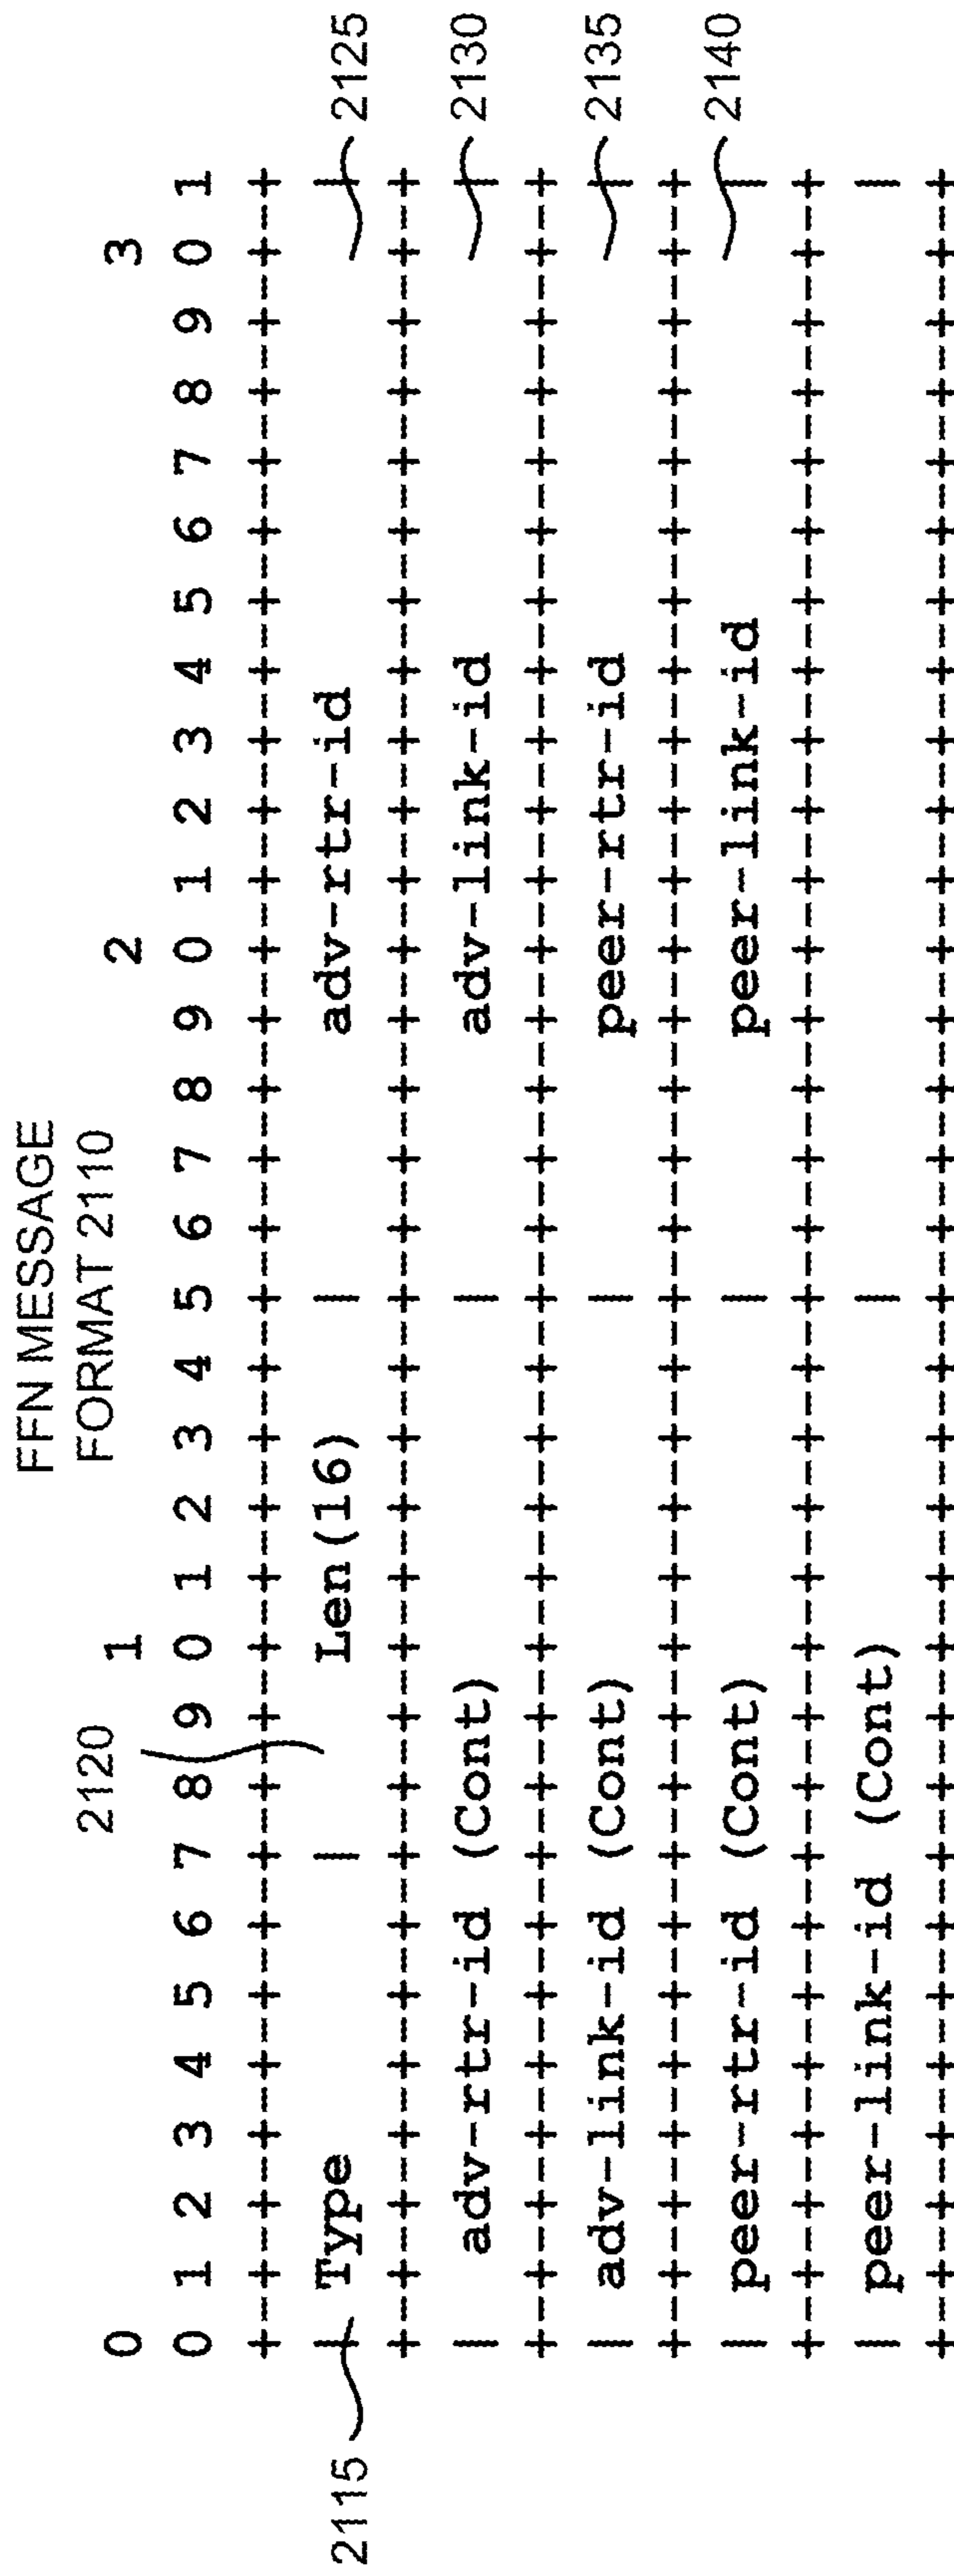 FFN MESSAGE
FORMAT 2110
2120
0 1 2 3
0 1 2 3 4 5 6 7 8 9 0 1 2 3 4 5 6 7 8 9 0 1 2 3 4 5 6 7 8 9 0 1
+--+--+--+--+--+--+--+--+--+--+--+--+--+--+--+--+--+--+--+--+--+--+--+--+--+--+--+--+--+--+--+
2115 | Type | Len(16) | adv-rtr-id | 2125
+--+--+--+--+--+--+--+--+--+--+--+--+--+--+--+--+--+--+--+--+--+--+--+--+--+--+--+--+--+--+--+
| adv-rtr-id (Cont) | adv-link-id | 2130
+--+--+--+--+--+--+--+--+--+--+--+--+--+--+--+--+--+--+--+--+--+--+--+--+--+--+--+--+--+--+--+
| adv-link-id (Cont) | peer-rtr-id | 2135
+--+--+--+--+--+--+--+--+--+--+--+--+--+--+--+--+--+--+--+--+--+--+--+--+--+--+--+--+--+--+--+
| peer-rtr-id (Cont) | peer-link-id | 2140
+--+--+--+--+--+--+--+--+--+--+--+--+--+--+--+--+--+--+--+--+--+--+--+--+--+--+--+--+--+--+--+
| peer-link-id (Cont) | |
+--+--+--+--+--+--+--+--+--+--+--+--+--+--+--+--+--+--+--+--+--+--+--+--+--+--+--+--+--+--+--+